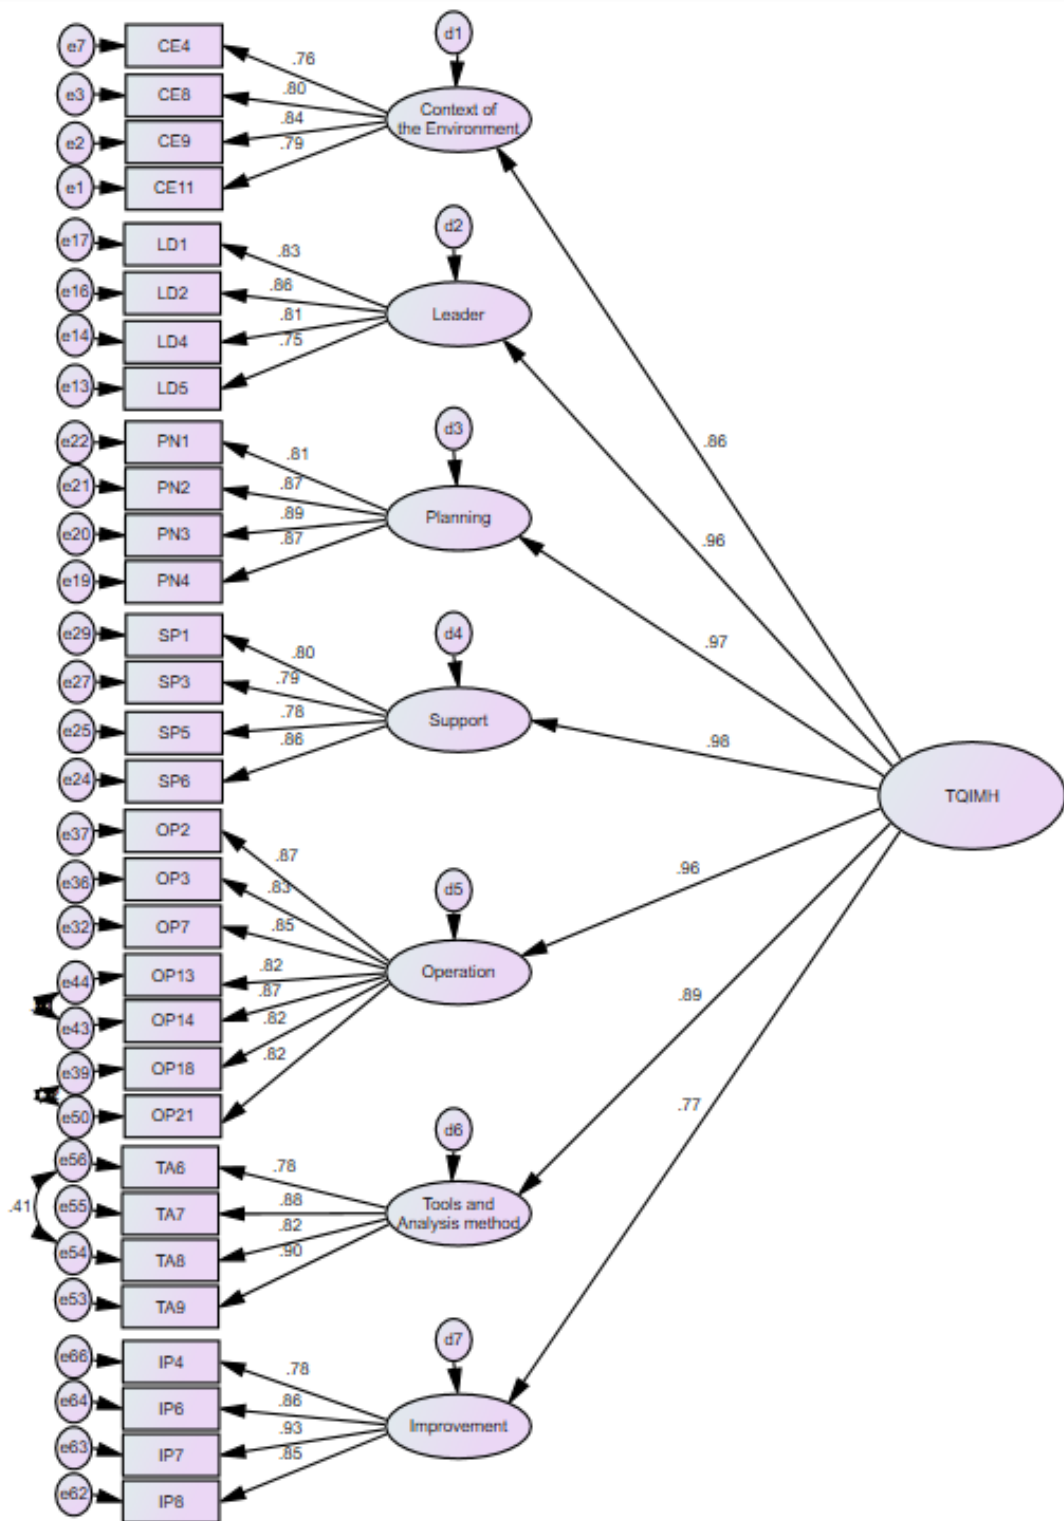 e7
CE4
d1
.76
e3
CE8
.80
Context of
the Environment
e2
CE9
.84
e1
CE11
.79
e17
LD1
d2
.83
e16
LD2
.86
Leader
e14
LD4
.81
e13
LD5
.75
.86
e22
PN1
d3
.81
e21
PN2
.87
Planning
e20
PN3
.89
e19
PN4
.87
.96
e29
SP1
d4
.80
.97
e27
SP3
.79
Support
e25
SP5
.78
e24
SP6
.86
.98
TQIMH
e37
OP2
.87
e36
OP3
.83
d5
.96
e32
OP7
.85
Operation
e44
OP13
.82
e43
OP14
.87
.89
e39
OP18
.82
e50
OP21
.82
.77
e56
TA6
d6
.78
.41
e55
TA7
.88
Tools and
Analysis method
e54
TA8
.82
e53
TA9
.90
e66
IP4
d7
.78
e64
IP6
.86
Improvement
e63
IP7
.93
e62
IP8
.85